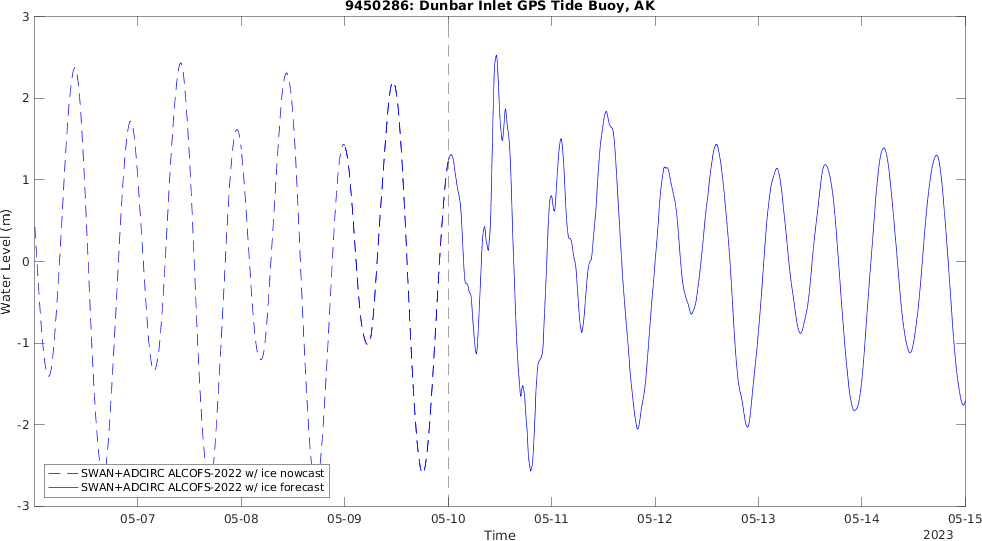 9450286: Dunbar Inlet GPS Tide Buoy, AK
3
2
1
0
-1
-2
-3
Water Level (m)
SWAN+ADCIRC ALCOFS-2022 w/ ice nowcast
SWAN+ADCIRC ALCOFS-2022 w/ ice forecast
05-07 05-08 05-09 05-10 05-11 05-12 05-13 05-14 05-15
Time
2023